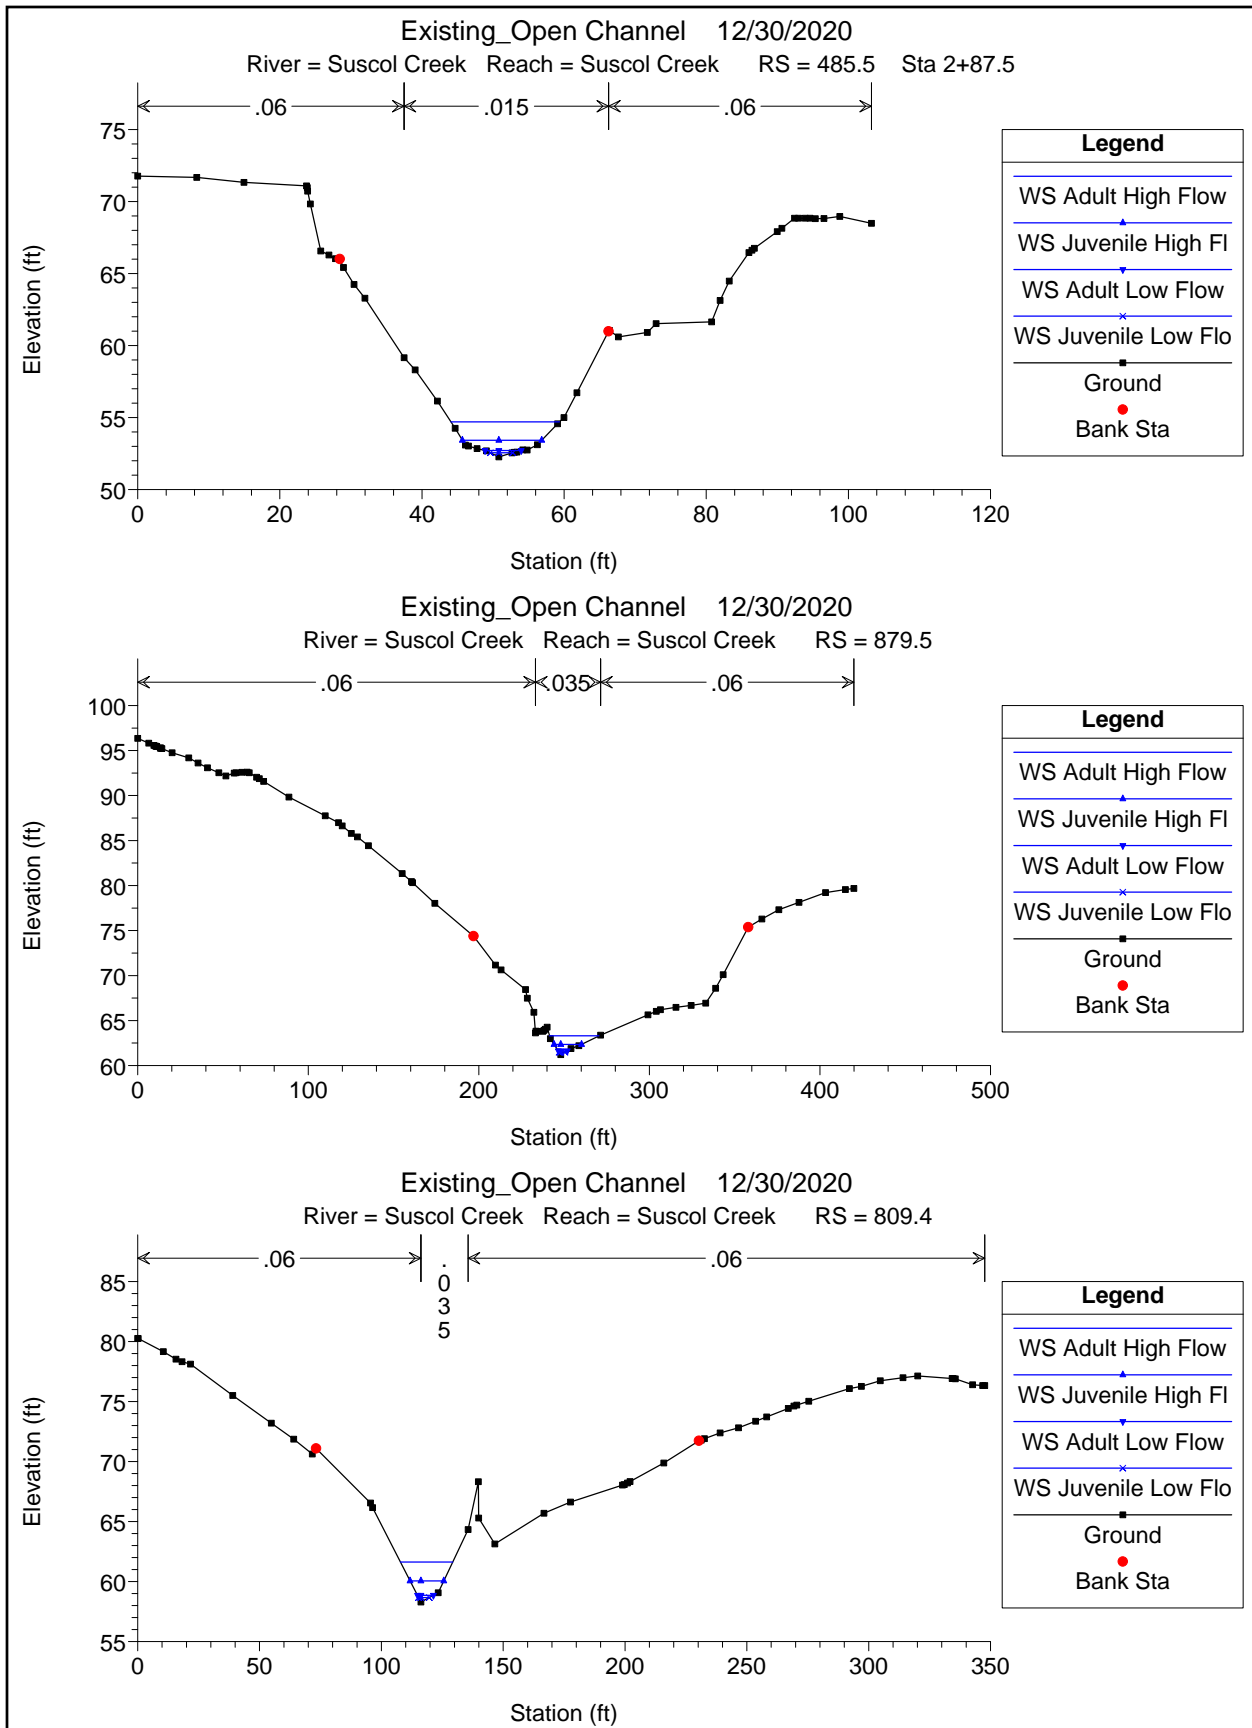 Existing_Open Channel 12/30/2020
River = Suscol Creek Reach = Suscol Creek RS = 485.5 Sta 2+87.5
.06 .015 .06
75
70
65
60
55
50
Elevation (ft)
0 20 40 60 80 100 120
Station (ft)
Legend
WS Adult High Flow
WS Juvenile High Fl
WS Adult Low Flow
WS Juvenile Low Flo
Ground
Bank Sta
Existing_Open Channel 12/30/2020
River = Suscol Creek Reach = Suscol Creek RS = 879.5
.06 .035 .06
100
95
90
85
80
75
70
65
60
Elevation (ft)
0 100 200 300 400 500
Station (ft)
Legend
WS Adult High Flow
WS Juvenile High Fl
WS Adult Low Flow
WS Juvenile Low Flo
Ground
Bank Sta
Existing_Open Channel 12/30/2020
River = Suscol Creek Reach = Suscol Creek RS = 809.4
.06 .035 .06
85
80
75
70
65
60
55
Elevation (ft)
0 50 100 150 200 250 300 350
Station (ft)
Legend
WS Adult High Flow
WS Juvenile High Fl
WS Adult Low Flow
WS Juvenile Low Flo
Ground
Bank Sta